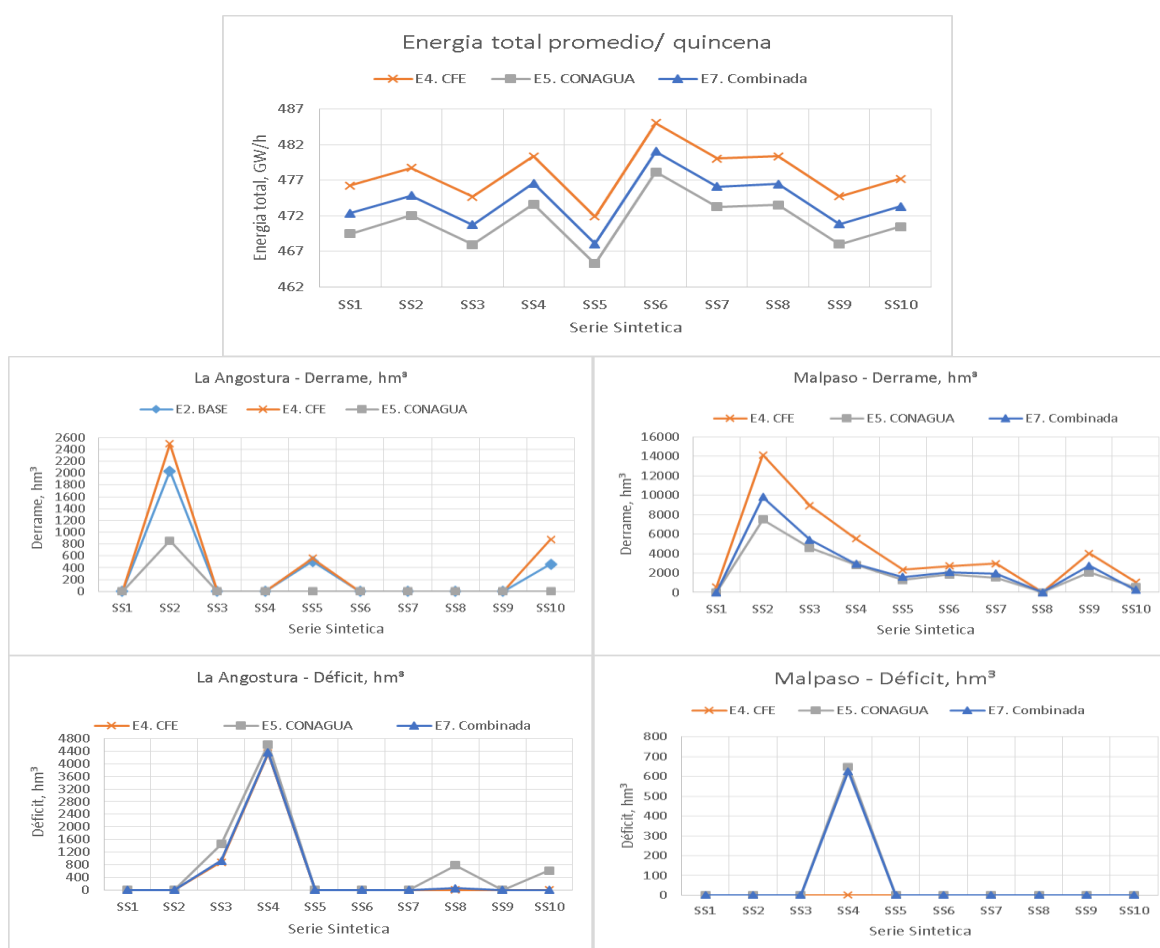 Energia total promedio/ quincena
E4. CFE E5. CONAGUA E7. Combinada
Energia total, GW/h
487
482
477
472
467
462
SS1 SS2 SS3 SS4 SS5 SS6 SS7 SS8 SS9 SS10
Serie Sintetica
La Angostura - Derrame, hm³
E2. BASE E4. CFE E5. CONAGUA
Derrame, hm³
2600
2400
2200
2000
1800
1600
1400
1200
1000
800
600
400
200
0
SS1 SS2 SS3 SS4 SS5 SS6 SS7 SS8 SS9 SS10
Serie Sintetica
Malpaso - Derrame, hm³
E4. CFE E5. CONAGUA E7. Combinada
Derrame, hm³
16000
14000
12000
10000
8000
6000
4000
2000
0
SS1 SS2 SS3 SS4 SS5 SS6 SS7 SS8 SS9 SS10
Serie Sintetica
La Angostura - Déficit, hm³
E4. CFE E5. CONAGUA E7. Combinada
Déficit, hm³
4800
4400
4000
3600
3200
2800
2400
2000
1600
1200
800
400
0
SS1 SS2 SS3 SS4 SS5 SS6 SS7 SS8 SS9 SS10
Serie Sintetica
Malpaso - Déficit, hm³
E4. CFE E5. CONAGUA E7. Combinada
Déficit, hm³
800
700
600
500
400
300
200
100
0
SS1 SS2 SS3 SS4 SS5 SS6 SS7 SS8 SS9 SS10
Serie Sintetica